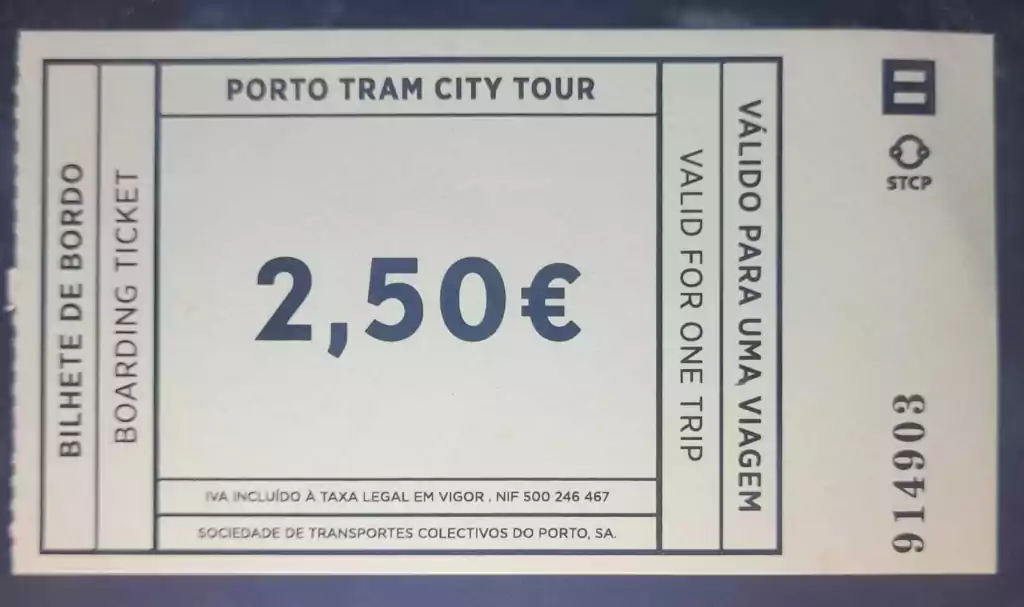 PORTO TRAM CITY TOUR
BILHETE DE BORDO
BOARDING TICKET
2,50€
VALID FOR ONE TRIP
VÁLIDO PARA UMA VIAGEM
IVA INCLUÍDO À TAXA LEGAL EM VIGOR . NIF 500 246 467
SOCIEDADE DE TRANSPORTES COLECTIVOS DO PORTO, SA.
STCP
914903